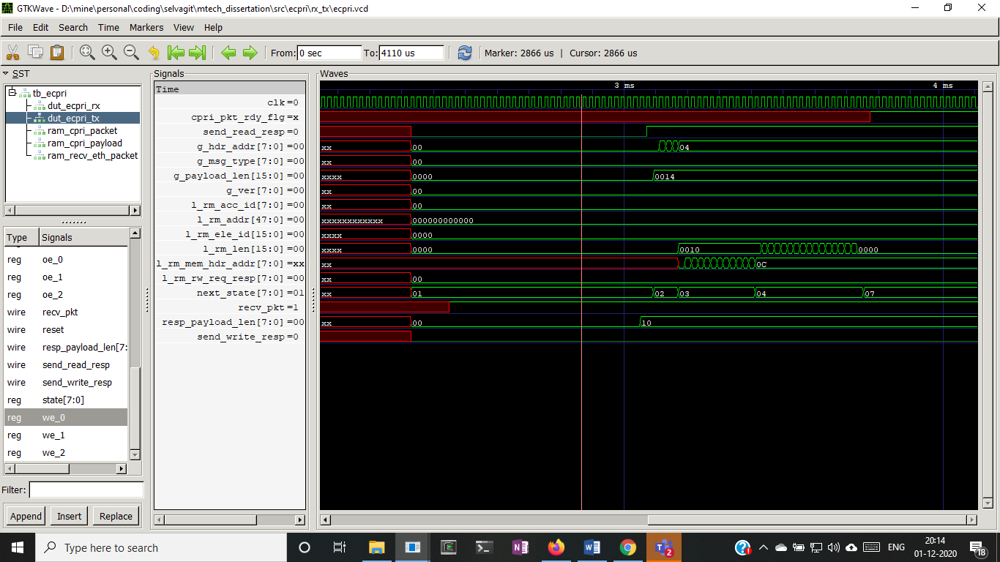 GTKWave - D:\mine\personal\coding\selvagit\mtech_dissertation\src\ecpri\rx_tx\ecpri.vcd
File Edit Search Time Markers View Help
From: 0 sec To: 4110 us Marker: 2866 us | Cursor: 2866 us
SST
tb_ecpri
dut_ecpri_rx
dut_ecpri_tx
ram_cpri_packet
ram_cpri_payload
ram_recv_eth_packet
Type Signals
reg oe_0
reg oe_1
reg oe_2
wire recv_pkt
wire reset
wire resp_payload_len[7:
wire send_read_resp
wire send_write_resp
reg state[7:0]
reg we_0
reg we_1
reg we_2
Filter:
Append Insert Replace
Signals
Time
clk=0
cpri_pkt_rdy_flg=x
send_read_resp=0
g_hdr_addr[7:0]=00
g_msg_type[7:0]=00
g_payload_len[15:0]=00
g_ver[7:0]=00
l_rm_acc_id[7:0]=00
l_rm_addr[47:0]=00
l_rm_ele_id[15:0]=00
l_rm_len[15:0]=00
l_rm_mem_hdr_addr[7:0]=xx
l_rm_rw_req_resp[7:0]=00
next_state[7:0]=01
recv_pkt=1
resp_payload_len[7:0]=00
send_write_resp=0
Waves
3 ms 4 ms
xx 00 04
xx 00
xxxx 0000 0014
xx 00
xx 00
xxxxxxxxxxxx 000000000000
xxxx 0000
xxxx 0000 0010 0000
xx 0C
xx 00
xx 01 02 03 04 07
xx 00 10
Type here to search
ENG
20:14
01-12-2020
2
18